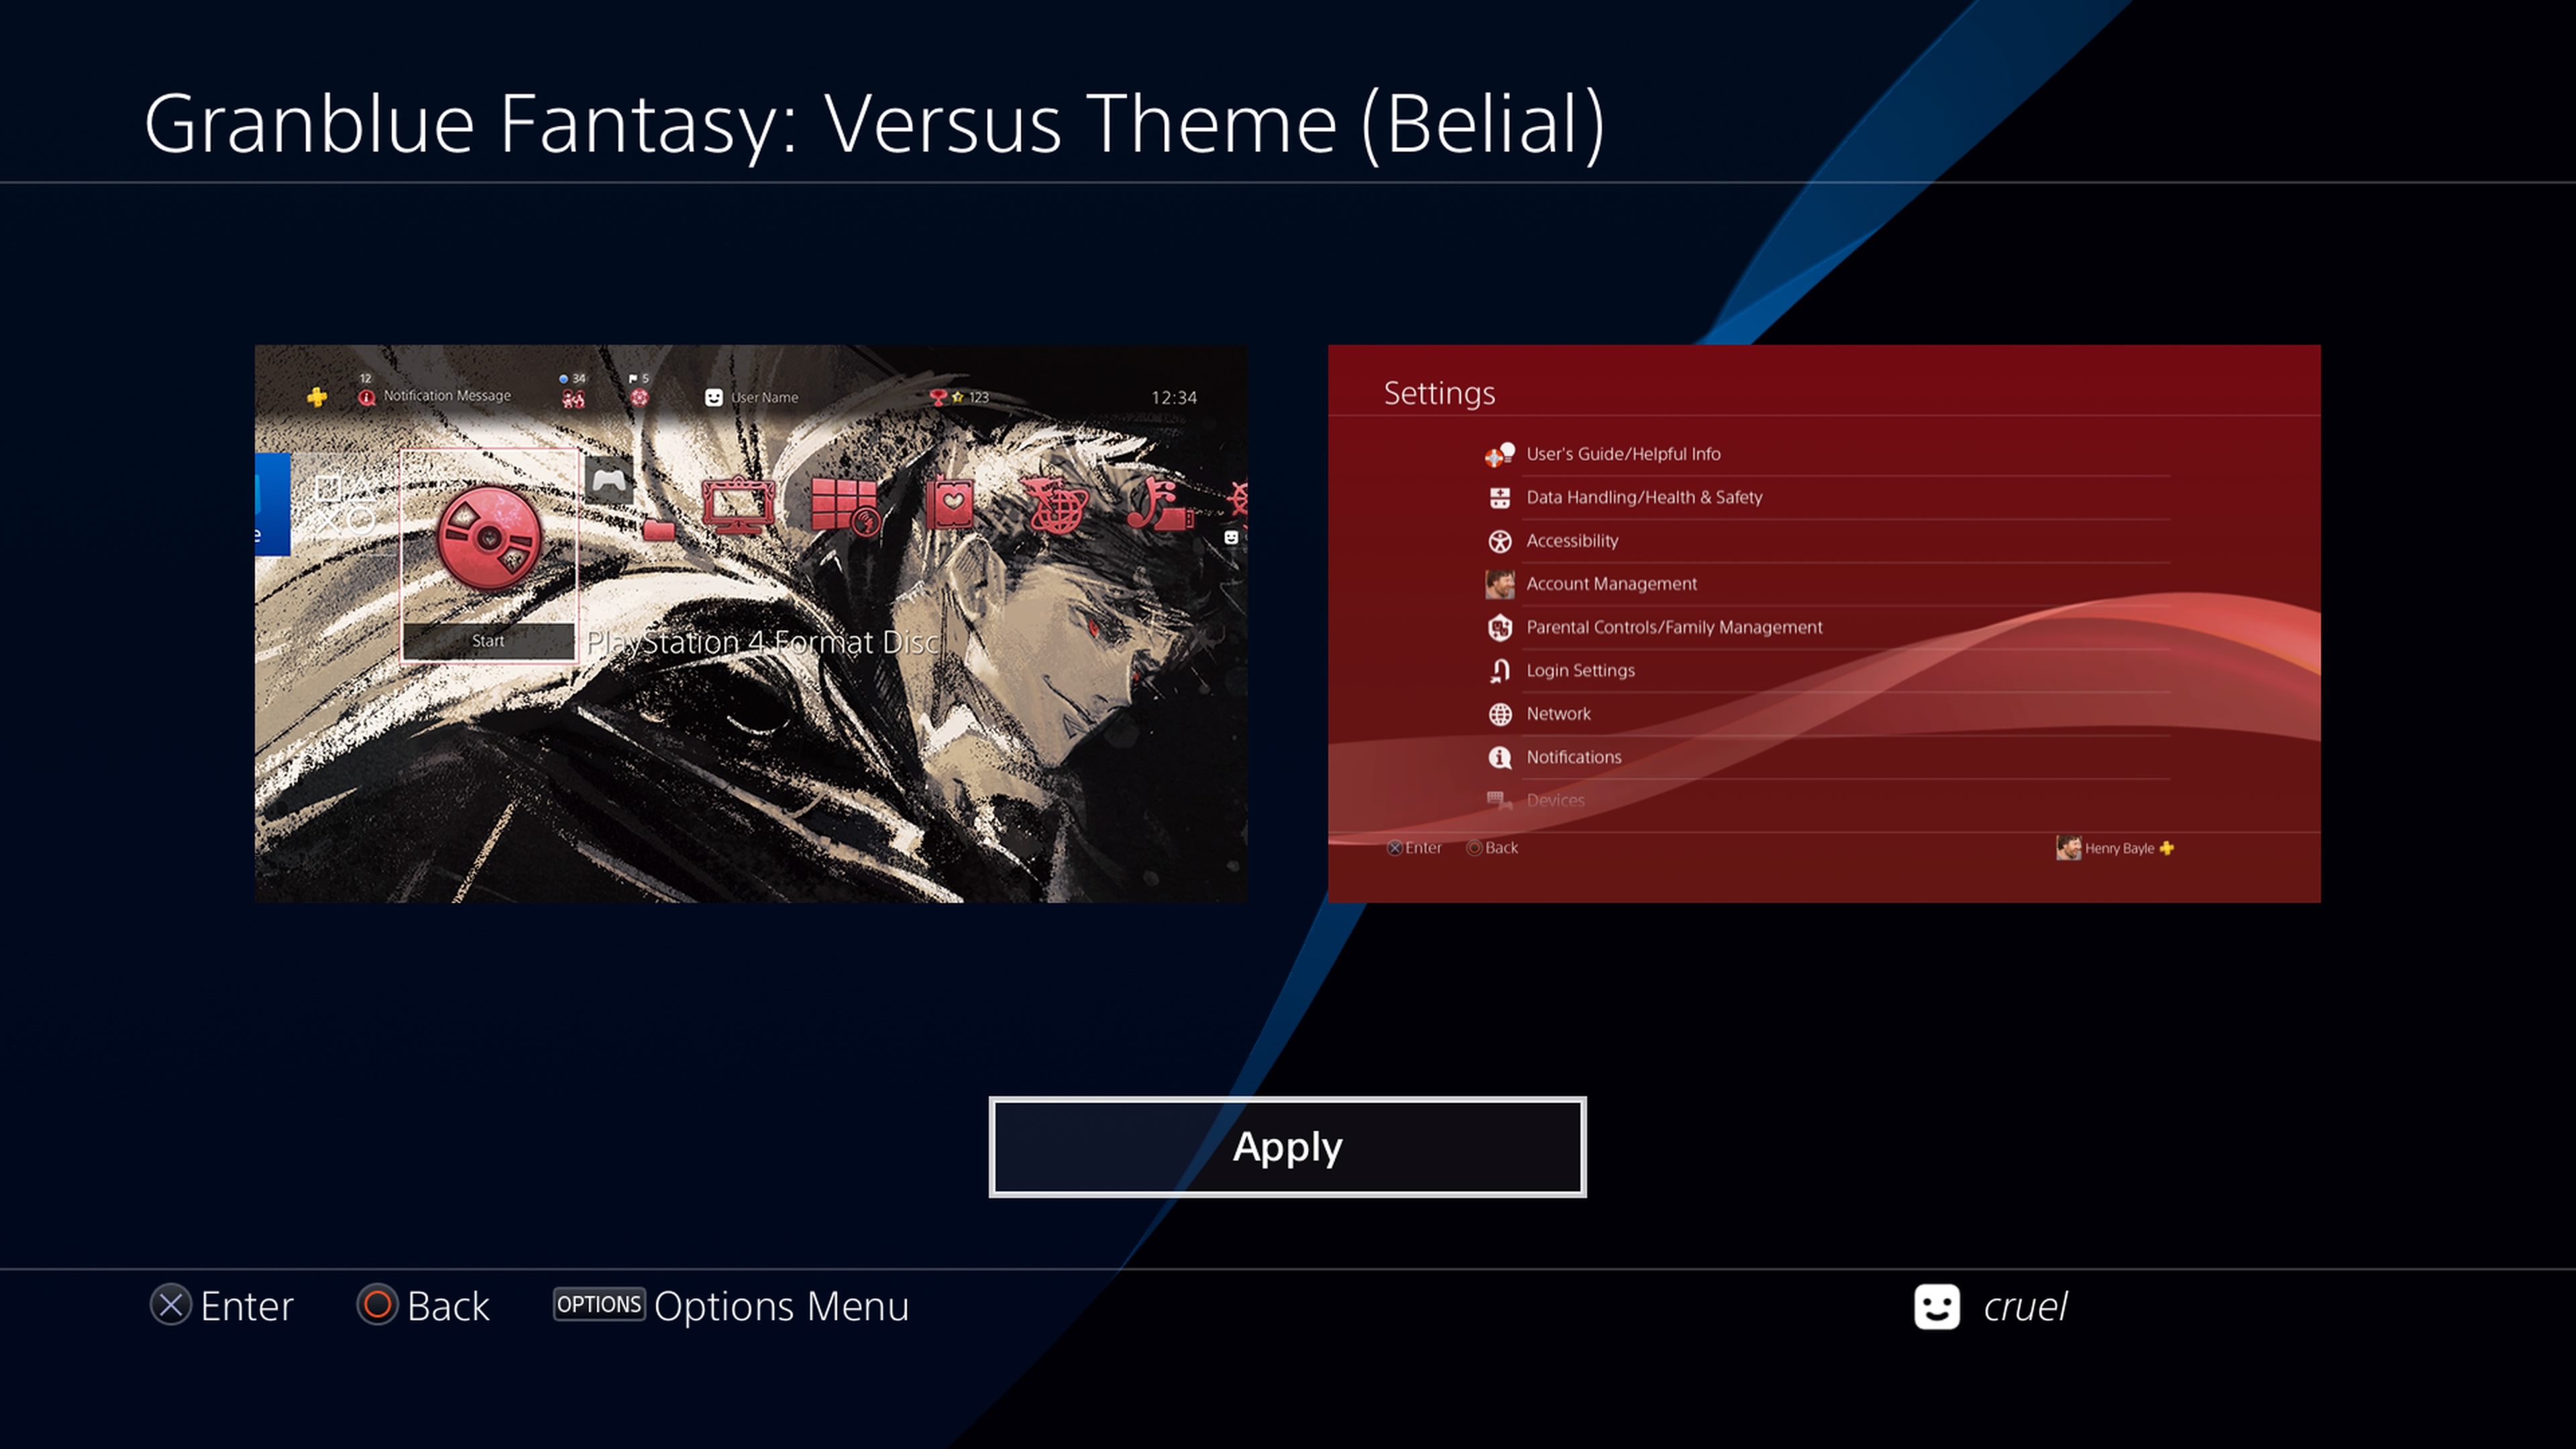 Granblue Fantasy: Versus Theme (Belial)
12
Notification Message
34
5
User Name
123
12:34
e
Start
PlayStation 4 Format Disc
Settings
User's Guide/Helpful Info
Data Handling/Health & Safety
Accessibility
Account Management
Parental Controls/Family Management
Login Settings
Network
Notifications
Devices
Enter Back
Henry Bayle
Apply
Enter Back OPTIONS Options Menu
cruel